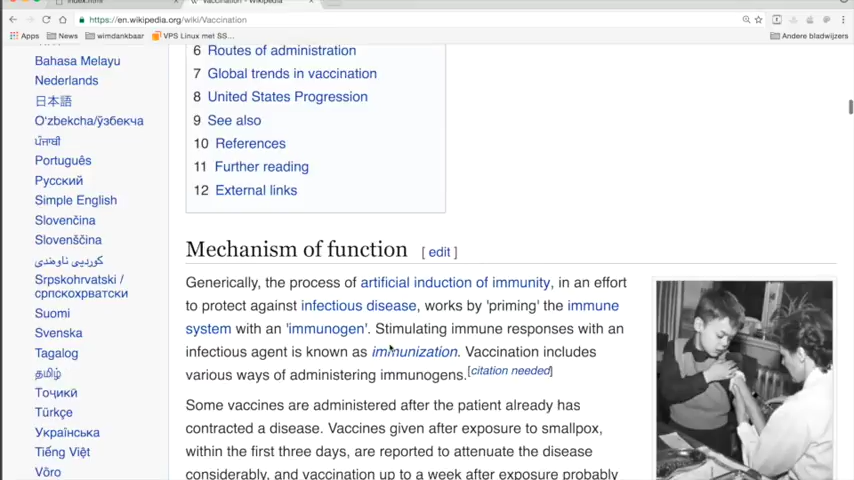 index.html
Vaccination - Wikipedia
https://en.wikipedia.org/wiki/Vaccination
Apps News wimdankbaar VPS Linux met SS... Andere bladwijzers
6 Routes of administration
7 Global trends in vaccination
8 United States Progression
9 See also
10 References
11 Further reading
12 External links
Bahasa Melayu
Nederlands
日本語
Oʻzbekcha/ўзбекча
ਪੰਜਾਬੀ
Português
Русский
Simple English
Slovenčina
Slovenščina
کوردیی ناوەندی
Srpskohrvatski /
српскохрватски
Suomi
Svenska
Tagalog
தமிழ்
Тоҷикӣ
Türkçe
Українська
Tiếng Việt
Võro
Mechanism of function [ edit ]
Generically, the process of artificial induction of immunity, in an effort
to protect against infectious disease, works by 'priming' the immune
system with an 'immunogen'. Stimulating immune responses with an
infectious agent is known as immunization. Vaccination includes
various ways of administering immunogens.[citation needed]
Some vaccines are administered after the patient already has
contracted a disease. Vaccines given after exposure to smallpox,
within the first three days, are reported to attenuate the disease
considerably, and vaccination up to a week after exposure probably